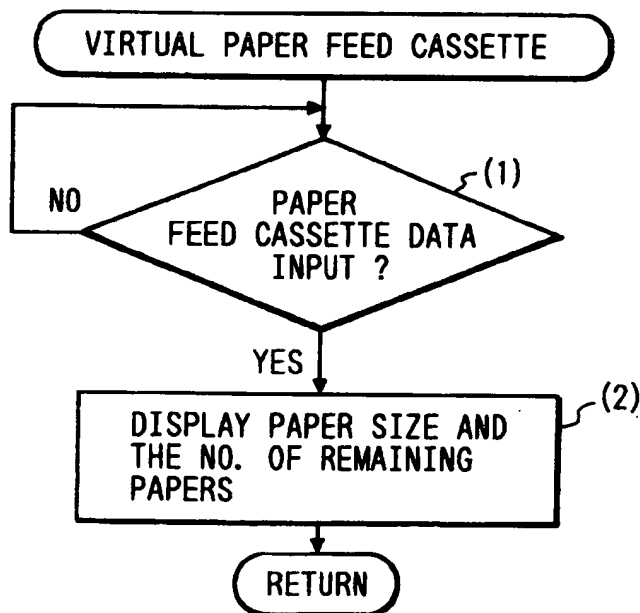 VIRTUAL PAPER FEED CASSETTE
(1)
NO
PAPER
FEED CASSETTE DATA
INPUT ?
YES
(2)
DISPLAY PAPER SIZE AND
THE NO. OF REMAINING
PAPERS
RETURN